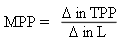 MPP = Δ in TPP
Δ in L